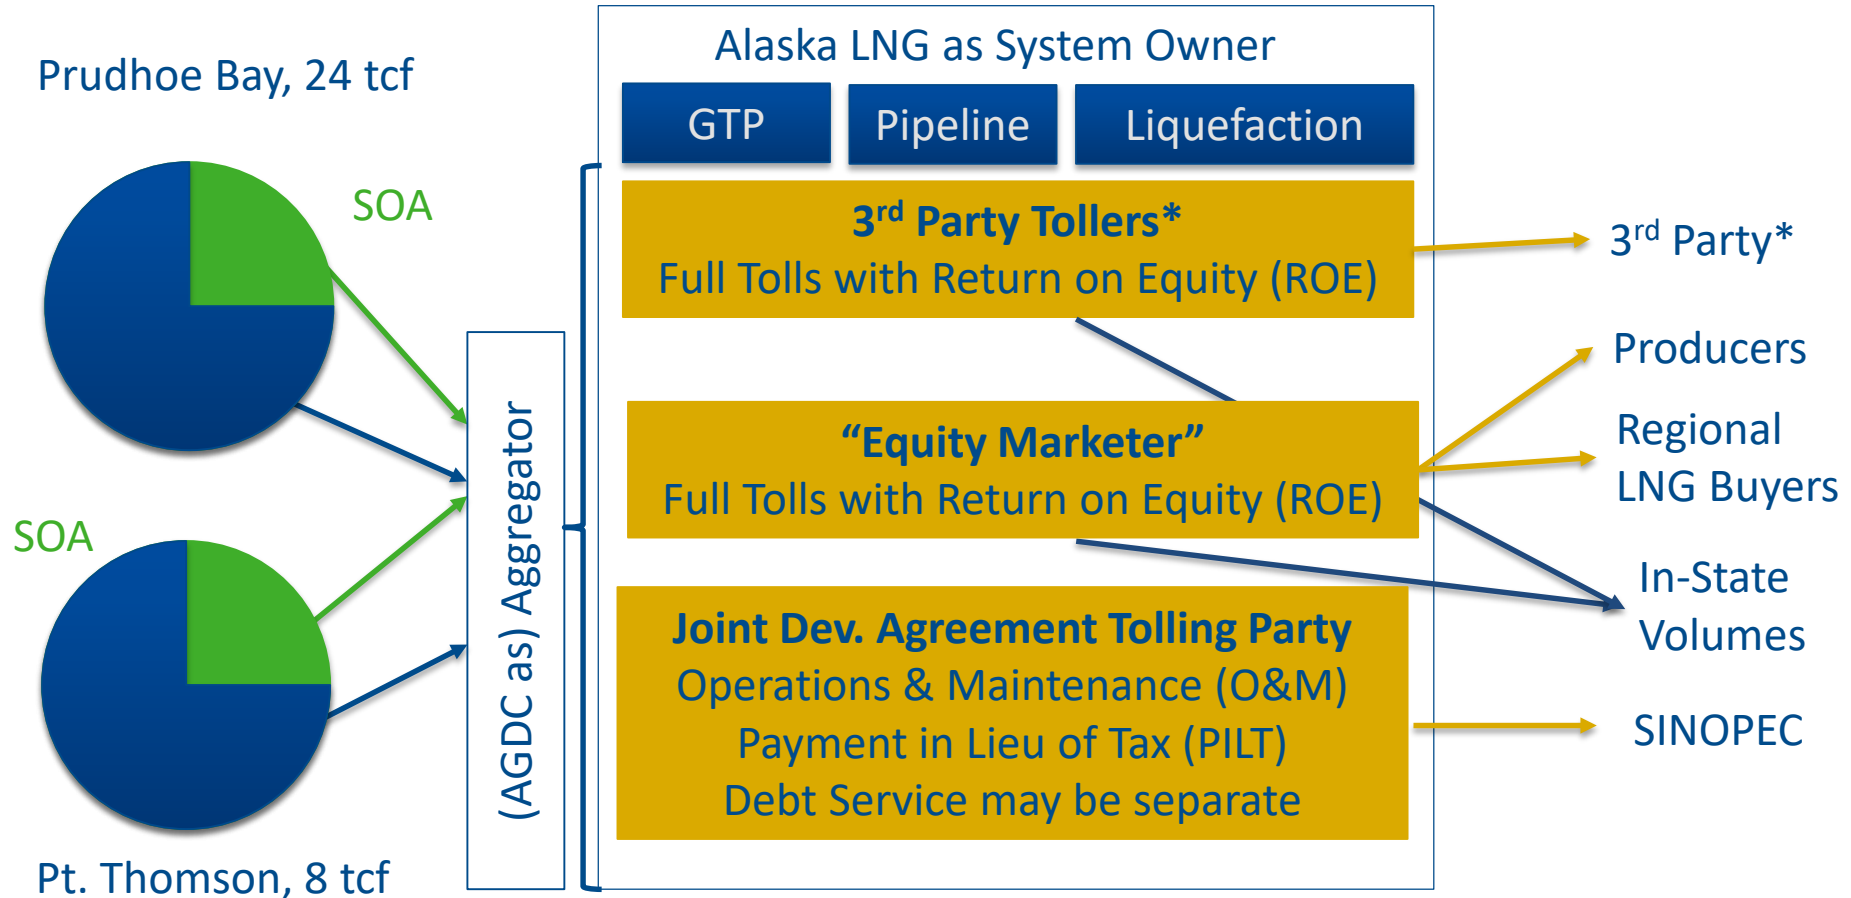 Prudhoe Bay, 24 tcf
SOA
SOA
Pt. Thomson, 8 tcf
(AGDC as) Aggregator
Alaska LNG as System Owner
GTP
Pipeline
Liquefaction
3rd Party Tollers*
Full Tolls with Return on Equity (ROE)
“Equity Marketer”
Full Tolls with Return on Equity (ROE)
Joint Dev. Agreement Tolling Party
Operations & Maintenance (O&M)
Payment in Lieu of Tax (PILT)
Debt Service may be separate
3rd Party*
Producers
Regional
LNG Buyers
In-State
Volumes
SINOPEC